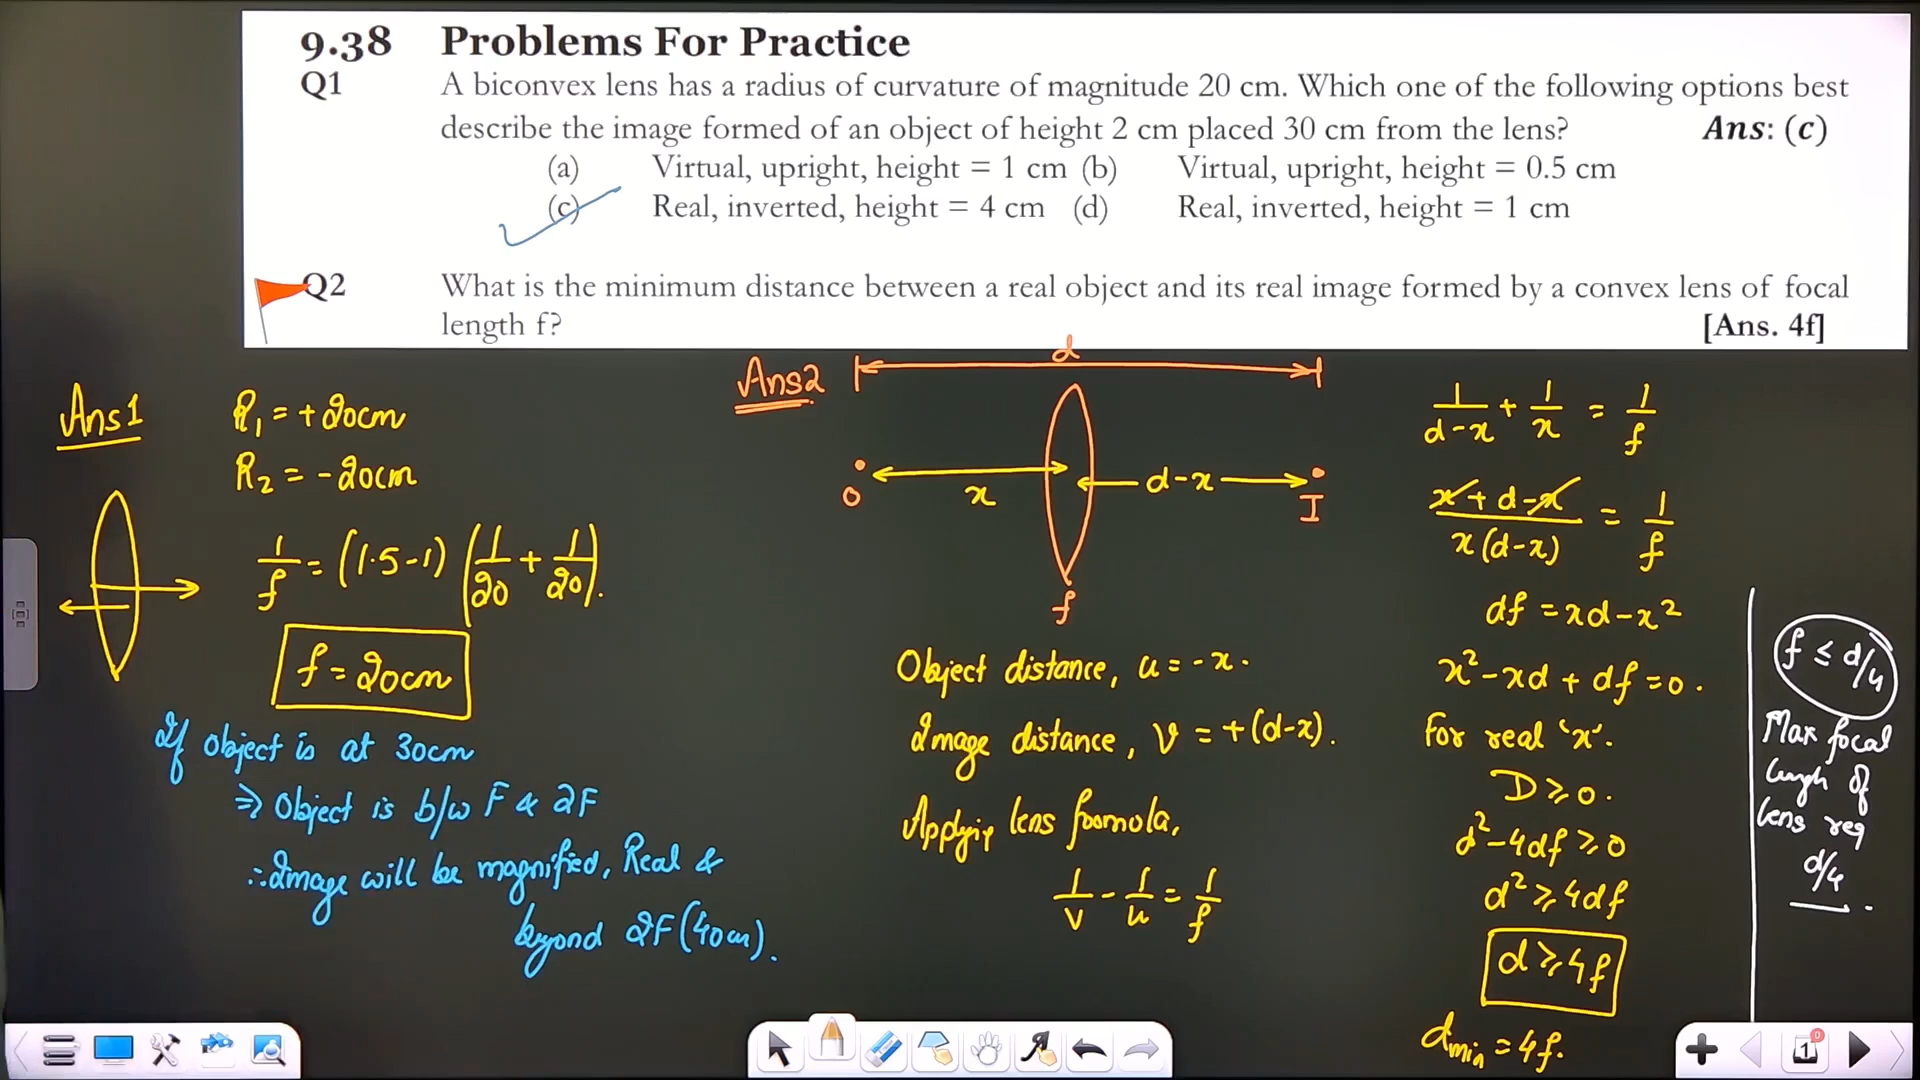 9.38 Problems For Practice
Q1 A biconvex lens has a radius of curvature of magnitude 20 cm. Which one of the following options best
describe the image formed of an object of height 2 cm placed 30 cm from the lens? Ans: (c)
(a) Virtual, upright, height = 1 cm (b) Virtual, upright, height = 0.5 cm
(c) Real, inverted, height = 4 cm (d) Real, inverted, height = 1 cm
Q2 What is the minimum distance between a real object and its real image formed by a convex lens of focal
length f? [Ans. 4f]
Ans1
R₁ = +20cm
R₂ = -20cm
1/f = (1.5-1) (1/20 + 1/20).
f = 20cm
If object is at 30cm
⇒ Object is b/w F & 2F
∴ Image will be magnified, Real &
beyond 2F (40cm).
Ans2
d
O x d-x I
f
Object distance, u = -x.
Image distance, v = +(d-x).
Applying lens formola,
1/v - 1/u = 1/f
1/(d-x) + 1/x = 1/f
(x+d-x)/(x(d-x)) = 1/f
df = xd-x²
x²-xd+df=0.
For real 'x'.
D ≥ 0.
d²-4df ≥ 0
d² ≥ 4df
d ≥ 4f
dmin = 4f.
f ≤ d/4
Max focal
length of
lens req
d/4.
1
0